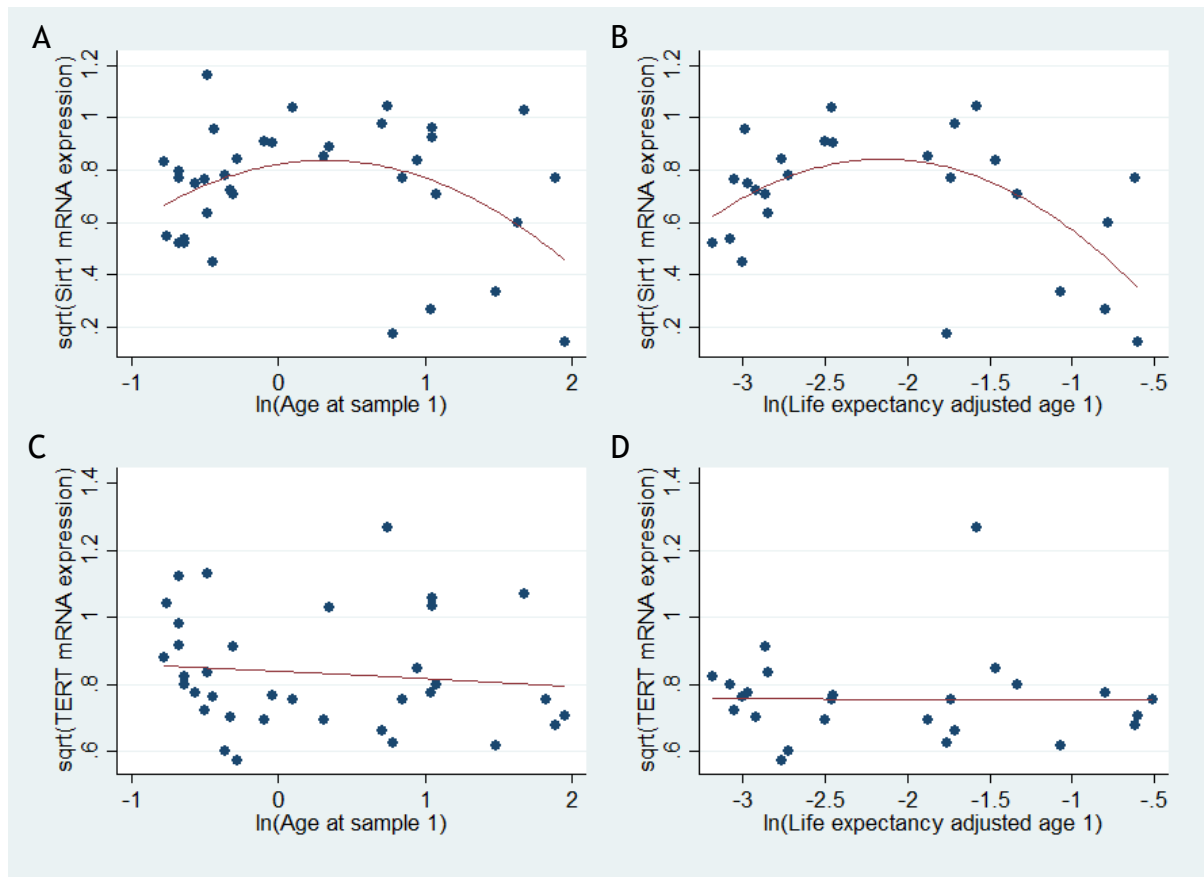 A
sqrt(Sirt1 mRNA expression)
1.2
1
.8
.6
.4
.2
-1 0 1 2
ln(Age at sample 1)
B
sqrt(Sirt1 mRNA expression)
1.2
1
.8
.6
.4
.2
-3 -2.5 -2 -1.5 -1 -.5
ln(Life expectancy adjusted age 1)
C
sqrt(TERT mRNA expression)
1.4
1.2
1
.8
.6
-1 0 1 2
ln(Age at sample 1)
D
sqrt(TERT mRNA expression)
1.4
1.2
1
.8
.6
-3 -2.5 -2 -1.5 -1 -.5
ln(Life expectancy adjusted age 1)